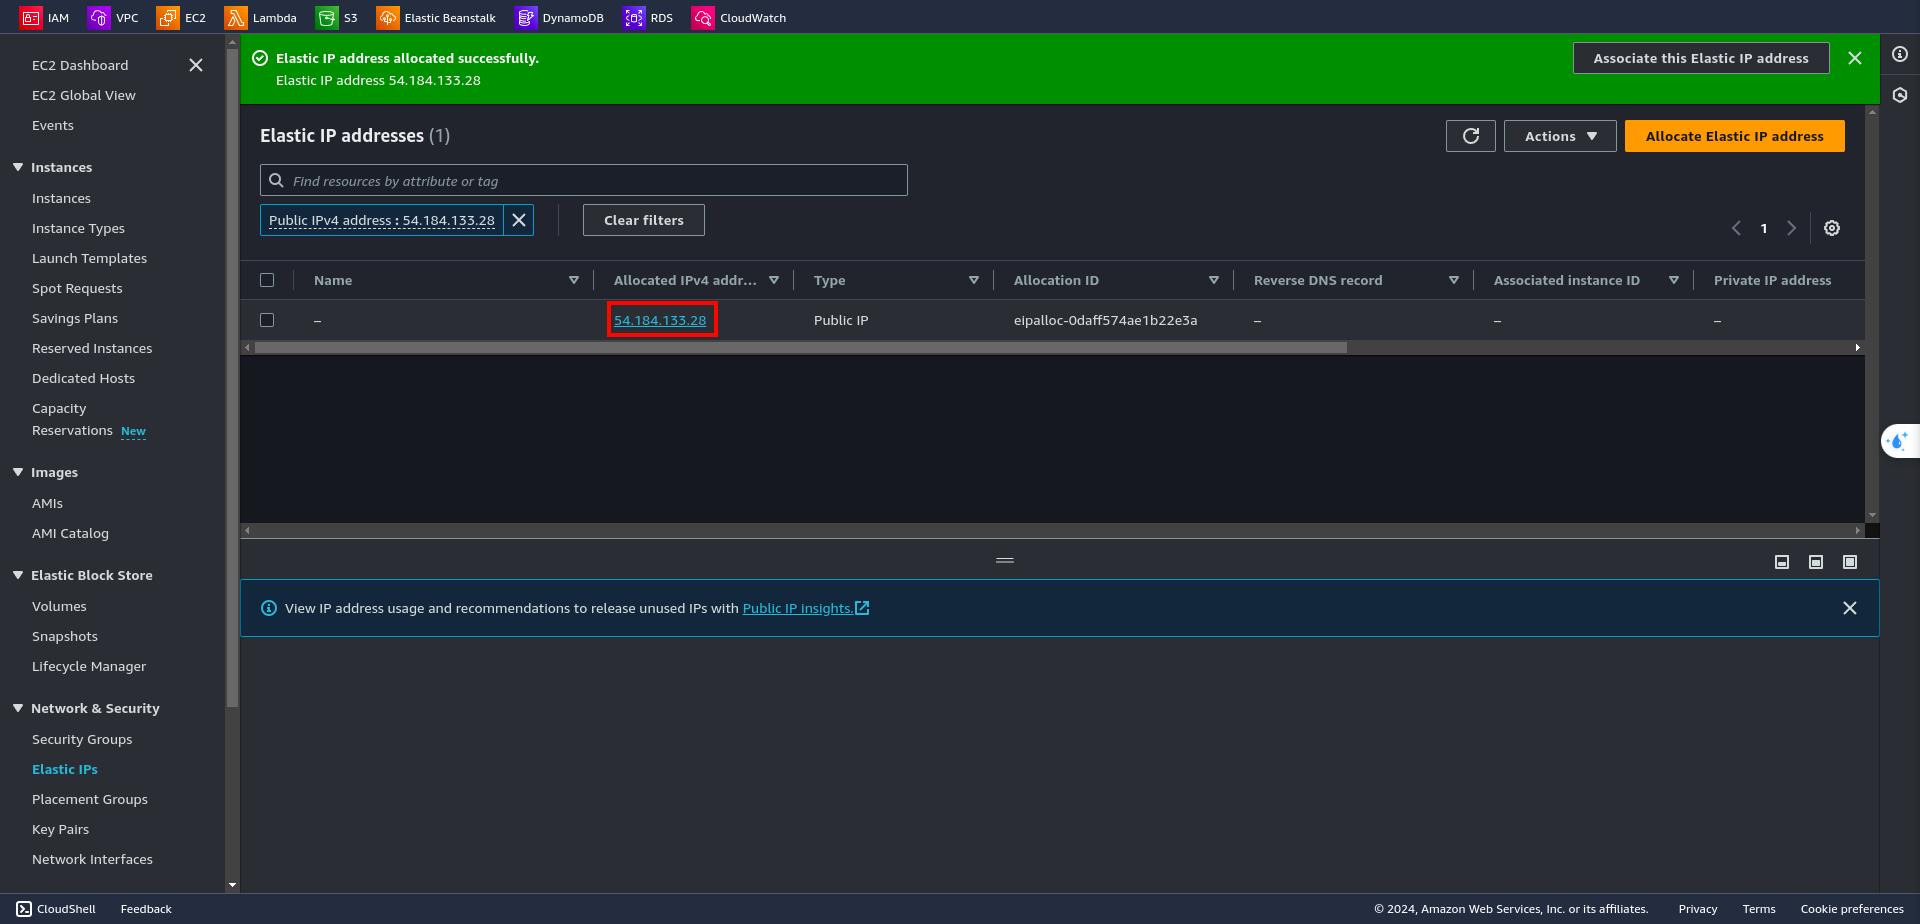 IAM VPC EC2 Lambda S3 Elastic Beanstalk DynamoDB RDS CloudWatch
EC2 Dashboard
EC2 Global View
Events
Instances
Instances
Instance Types
Launch Templates
Spot Requests
Savings Plans
Reserved Instances
Dedicated Hosts
Capacity
Reservations New
Images
AMIs
AMI Catalog
Elastic Block Store
Volumes
Snapshots
Lifecycle Manager
Network & Security
Security Groups
Elastic IPs
Placement Groups
Key Pairs
Network Interfaces
Elastic IP address allocated successfully.
Elastic IP address 54.184.133.28
Associate this Elastic IP address
Elastic IP addresses (1)
Actions
Allocate Elastic IP address
Find resources by attribute or tag
Public IPv4 address : 54.184.133.28
Clear filters
1
Name Allocated IPv4 addr... Type Allocation ID Reverse DNS record Associated instance ID Private IP address
– 54.184.133.28 Public IP eipalloc-0daff574ae1b22e3a – – –
View IP address usage and recommendations to release unused IPs with Public IP insights.
CloudShell Feedback © 2024, Amazon Web Services, Inc. or its affiliates. Privacy Terms Cookie preferences